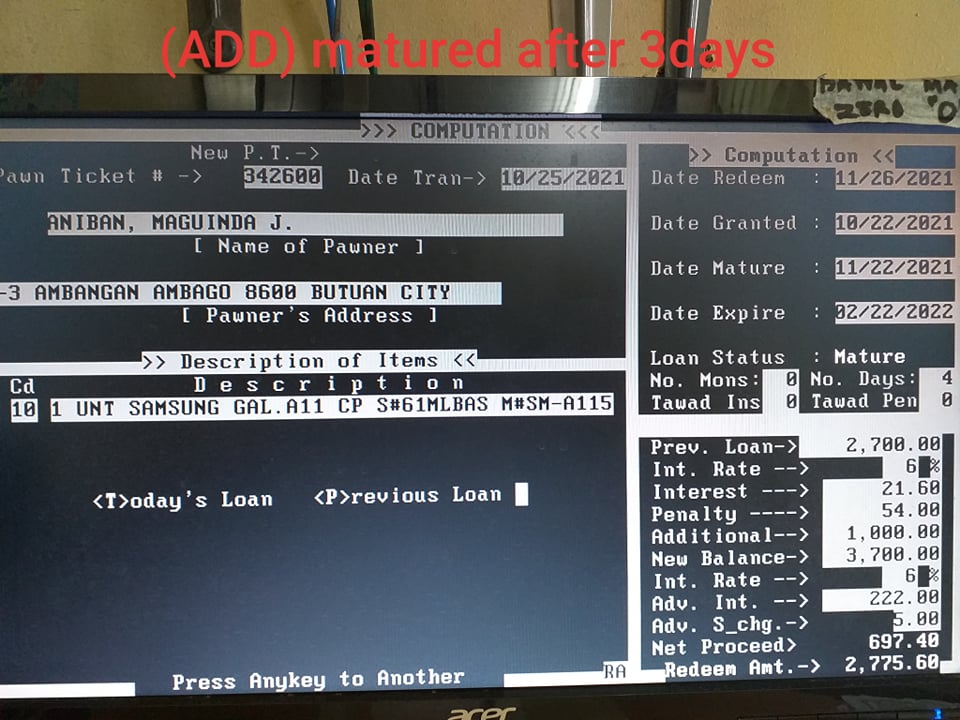 (ADD) matured after 3days
BAWAL MA
ZERO "O
>>> COMPUTATION <<<
New P.T.->
Pawn Ticket # -> 342600 Date Tran-> 10/25/2021
ANIBAN, MAGUINDA J.
[ Name of Pawner ]
-3 AMBANGAN AMBAGO 8600 BUTUAN CITY
[ Pawner's Address ]
>> Description of Items <<
Cd D e s c r i p t i o n
10 1 UNT SAMSUNG GAL.A11 CP S#61MLBAS M#SM-A115
<T>oday's Loan <P>revious Loan
Press Anykey to Another
RA
>> Computation <<
Date Redeem : 11/26/2021
Date Granted : 10/22/2021
Date Mature : 11/22/2021
Date Expire : 02/22/2022
Loan Status : Mature
No. Mons: 0 No. Days: 4
Tawad Ins 0 Tawad Pen 0
Prev. Loan-> 2,700.00
Int. Rate --> 6 %
Interest ---> 21.60
Penalty ----> 54.00
Additional--> 1,000.00
New Balance-> 3,700.00
Int. Rate --> 6 %
Adv. Int. --> 222.00
Adv. S_chg.-> 5.00
Net Proceed> 697.40
Redeem Amt.-> 2,775.60
acer